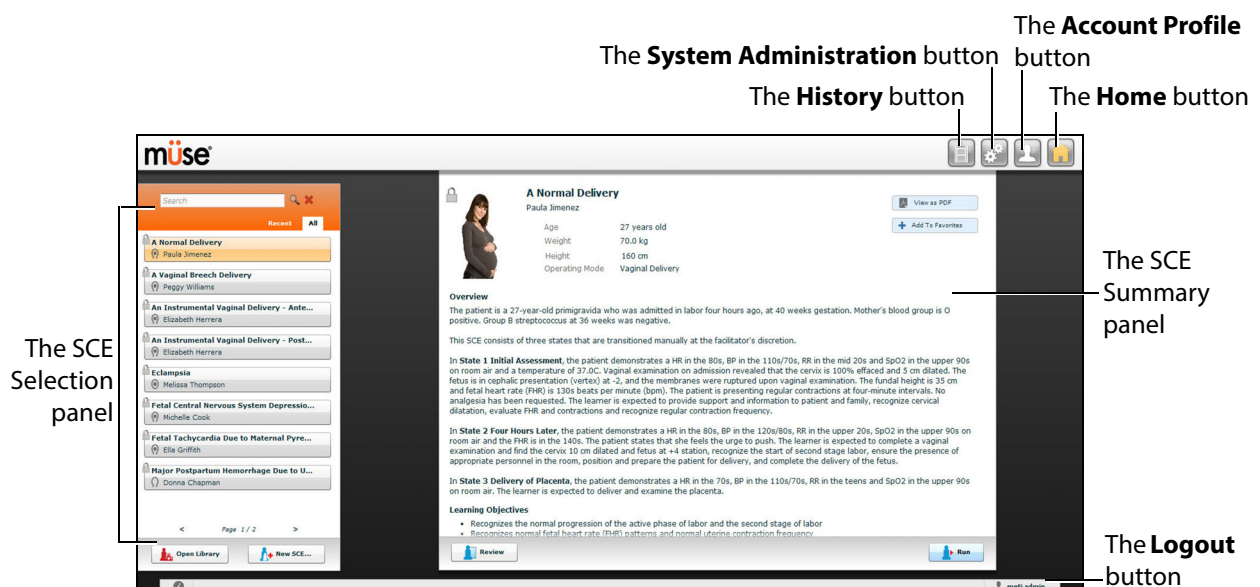 The Account Profile
button
The System Administration button
The History button
The Home button
müse
Search
Recent All
A Normal Delivery
Paula Jimenez
A Vaginal Breech Delivery
Peggy Williams
An Instrumental Vaginal Delivery - Ante...
Elizabeth Herrera
An Instrumental Vaginal Delivery - Post...
Elizabeth Herrera
Eclampsia
Melissa Thompson
Fetal Central Nervous System Depressio...
Michelle Cook
Fetal Tachycardia Due to Maternal Pyre...
Ella Griffith
Major Postpartum Hemorrhage Due to U...
Donna Chapman
< Page 1 / 2 >
Open Library
New SCE...
The SCE
Selection
panel
A Normal Delivery
Paula Jimenez
Age 27 years old
Weight 70.0 kg
Height 160 cm
Operating Mode Vaginal Delivery
View as PDF
Add To Favorites
Overview
The patient is a 27-year-old primigravida who was admitted in labor four hours ago, at 40 weeks gestation. Mother's blood group is O
positive. Group B streptococcus at 36 weeks was negative.
This SCE consists of three states that are transitioned manually at the facilitator's discretion.
In State 1 Initial Assessment, the patient demonstrates a HR in the 80s, BP in the 110s/70s, RR in the mid 20s and SpO2 in the upper 90s
on room air and a temperature of 37.0C. Vaginal examination on admission revealed that the cervix is 100% effaced and 5 cm dilated. The
fetus is in cephalic presentation (vertex) at -2, and the membranes were ruptured upon vaginal examination. The fundal height is 35 cm
and fetal heart rate (FHR) is 130s beats per minute (bpm). The patient is presenting regular contractions at four-minute intervals. No
analgesia has been requested. The learner is expected to provide support and information to patient and family, recognize cervical
dilatation, evaluate FHR and contractions and recognize regular contraction frequency.
In State 2 Four Hours Later, the patient demonstrates a HR in the 80s, BP in the 120s/80s, RR in the upper 20s, SpO2 in the upper 90s on
room air and the FHR is in the 140s. The patient states that she feels the urge to push. The learner is expected to complete a vaginal
examination and find the cervix 10 cm dilated and fetus at +4 station, recognize the start of second stage labor, ensure the presence of
appropriate personnel in the room, position and prepare the patient for delivery, and complete the delivery of the fetus.
In State 3 Delivery of Placenta, the patient demonstrates a HR in the 70s, BP in the 110s/70s, RR in the teens and SpO2 in the upper 90s
on room air. The learner is expected to deliver and examine the placenta.
Learning Objectives
• Recognizes the normal progression of the active phase of labor and the second stage of labor
• Recognizes normal fetal heart rate (FHR) patterns and normal uterine contraction frequency
Review
Run
The SCE
Summary
panel
The Logout
button
meti admin